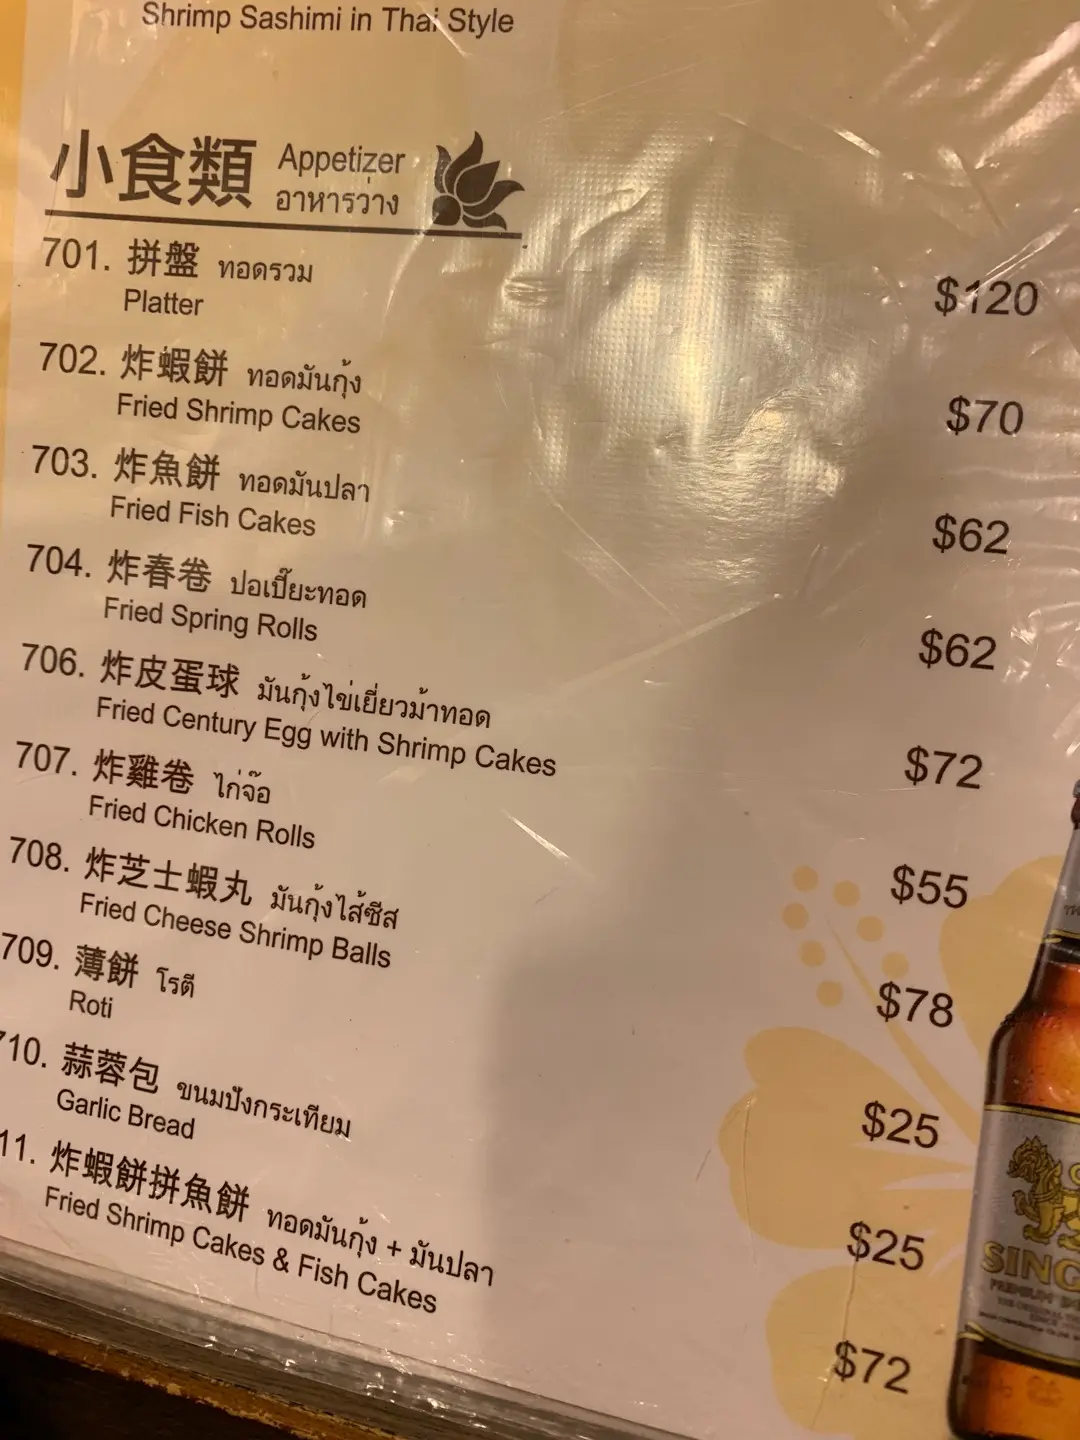 Shrimp Sashimi in Thai Style
小食類 Appetizer
อาหารว่าง
701. 拼盤 ทอดรวม
Platter
$120
702. 炸蝦餅 ทอดมันกุ้ง
Fried Shrimp Cakes
$70
703. 炸魚餅 ทอดมันปลา
Fried Fish Cakes
$62
704. 炸春卷 ปอเปี๊ยะทอด
Fried Spring Rolls
$62
706. 炸皮蛋球 มันกุ้งไข่เยี่ยวม้าทอด
Fried Century Egg with Shrimp Cakes
$72
707. 炸雞卷 ไก่จ๊อ
Fried Chicken Rolls
$55
708. 炸芝士蝦丸 มันกุ้งไส้ซีส
Fried Cheese Shrimp Balls
$78
709. 薄餅 โรตี
Roti
$25
710. 蒜蓉包 ขนมปังกระเทียม
Garlic Bread
$25
11. 炸蝦餅拼魚餅 ทอดมันกุ้ง + มันปลา
Fried Shrimp Cakes & Fish Cakes
$72
SING
PREMIUM